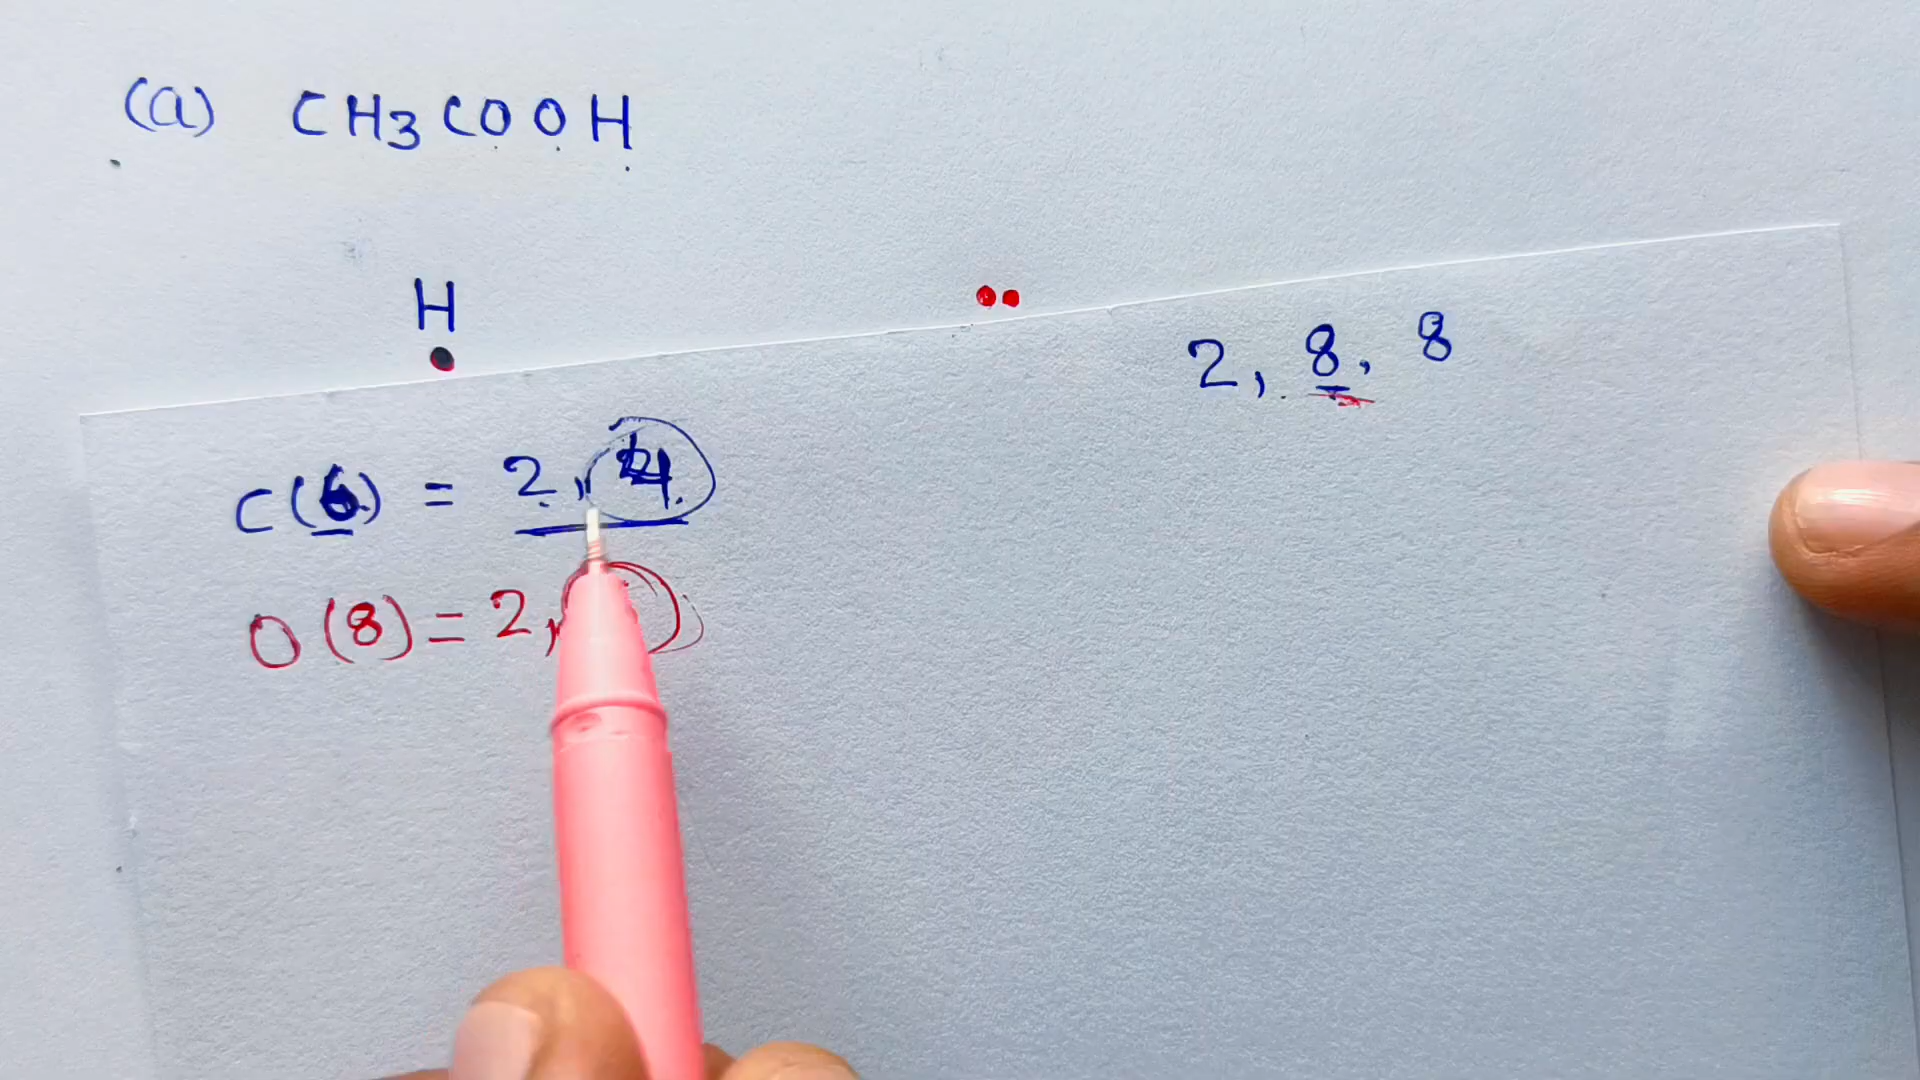 (a) CH3COOH
H
2, 8, 8
C(6) = 2, 4
O(8) = 2,